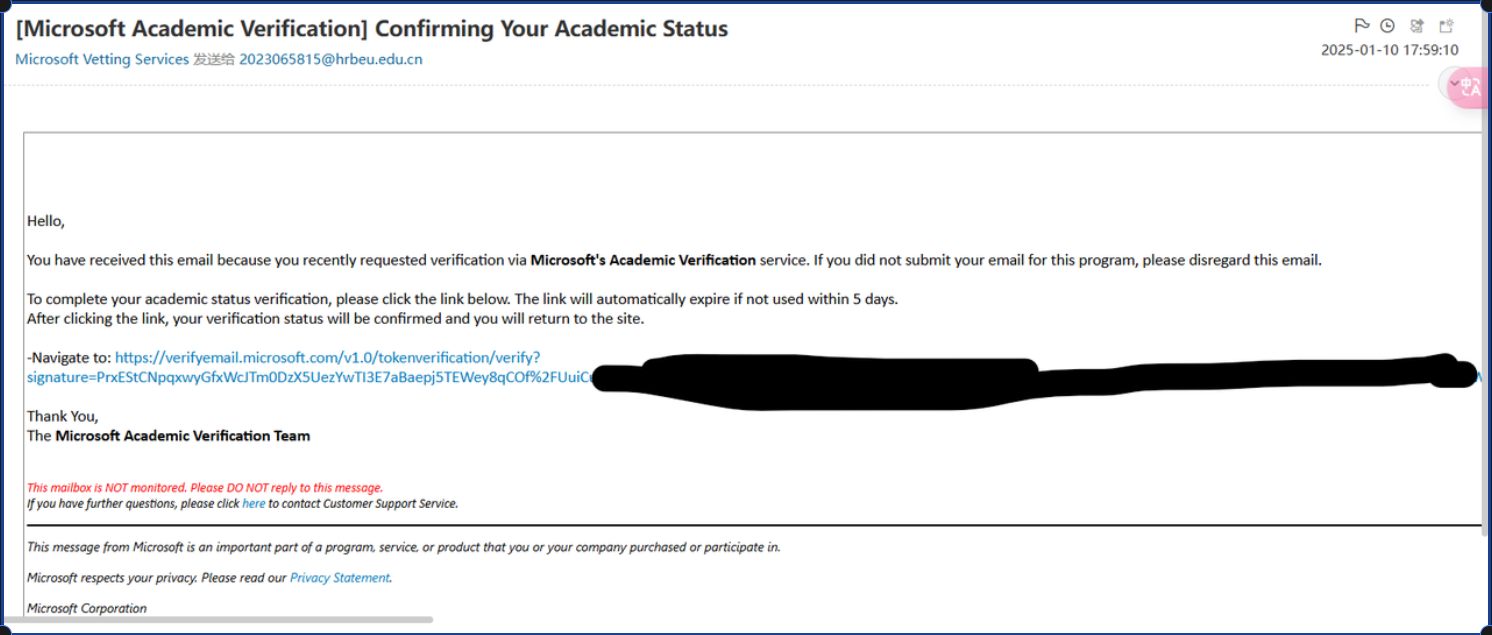 [Microsoft Academic Verification] Confirming Your Academic Status
Microsoft Vetting Services 发送给 2023065815@hrbeu.edu.cn
2025-01-10 17:59:10
Hello,
You have received this email because you recently requested verification via Microsoft's Academic Verification service. If you did not submit your email for this program, please disregard this email.
To complete your academic status verification, please click the link below. The link will automatically expire if not used within 5 days.
After clicking the link, your verification status will be confirmed and you will return to the site.
-Navigate to: https://verifyemail.microsoft.com/v1.0/tokenverification/verify?
signature=PrxEStCNpqxwyGfxWcJTm0DzX5UezYwTI3E7aBaepj5TEWey8qCOf%2FUuiC
Thank You,
The Microsoft Academic Verification Team
This mailbox is NOT monitored. Please DO NOT reply to this message.
If you have further questions, please click here to contact Customer Support Service.
This message from Microsoft is an important part of a program, service, or product that you or your company purchased or participate in.
Microsoft respects your privacy. Please read our Privacy Statement.
Microsoft Corporation